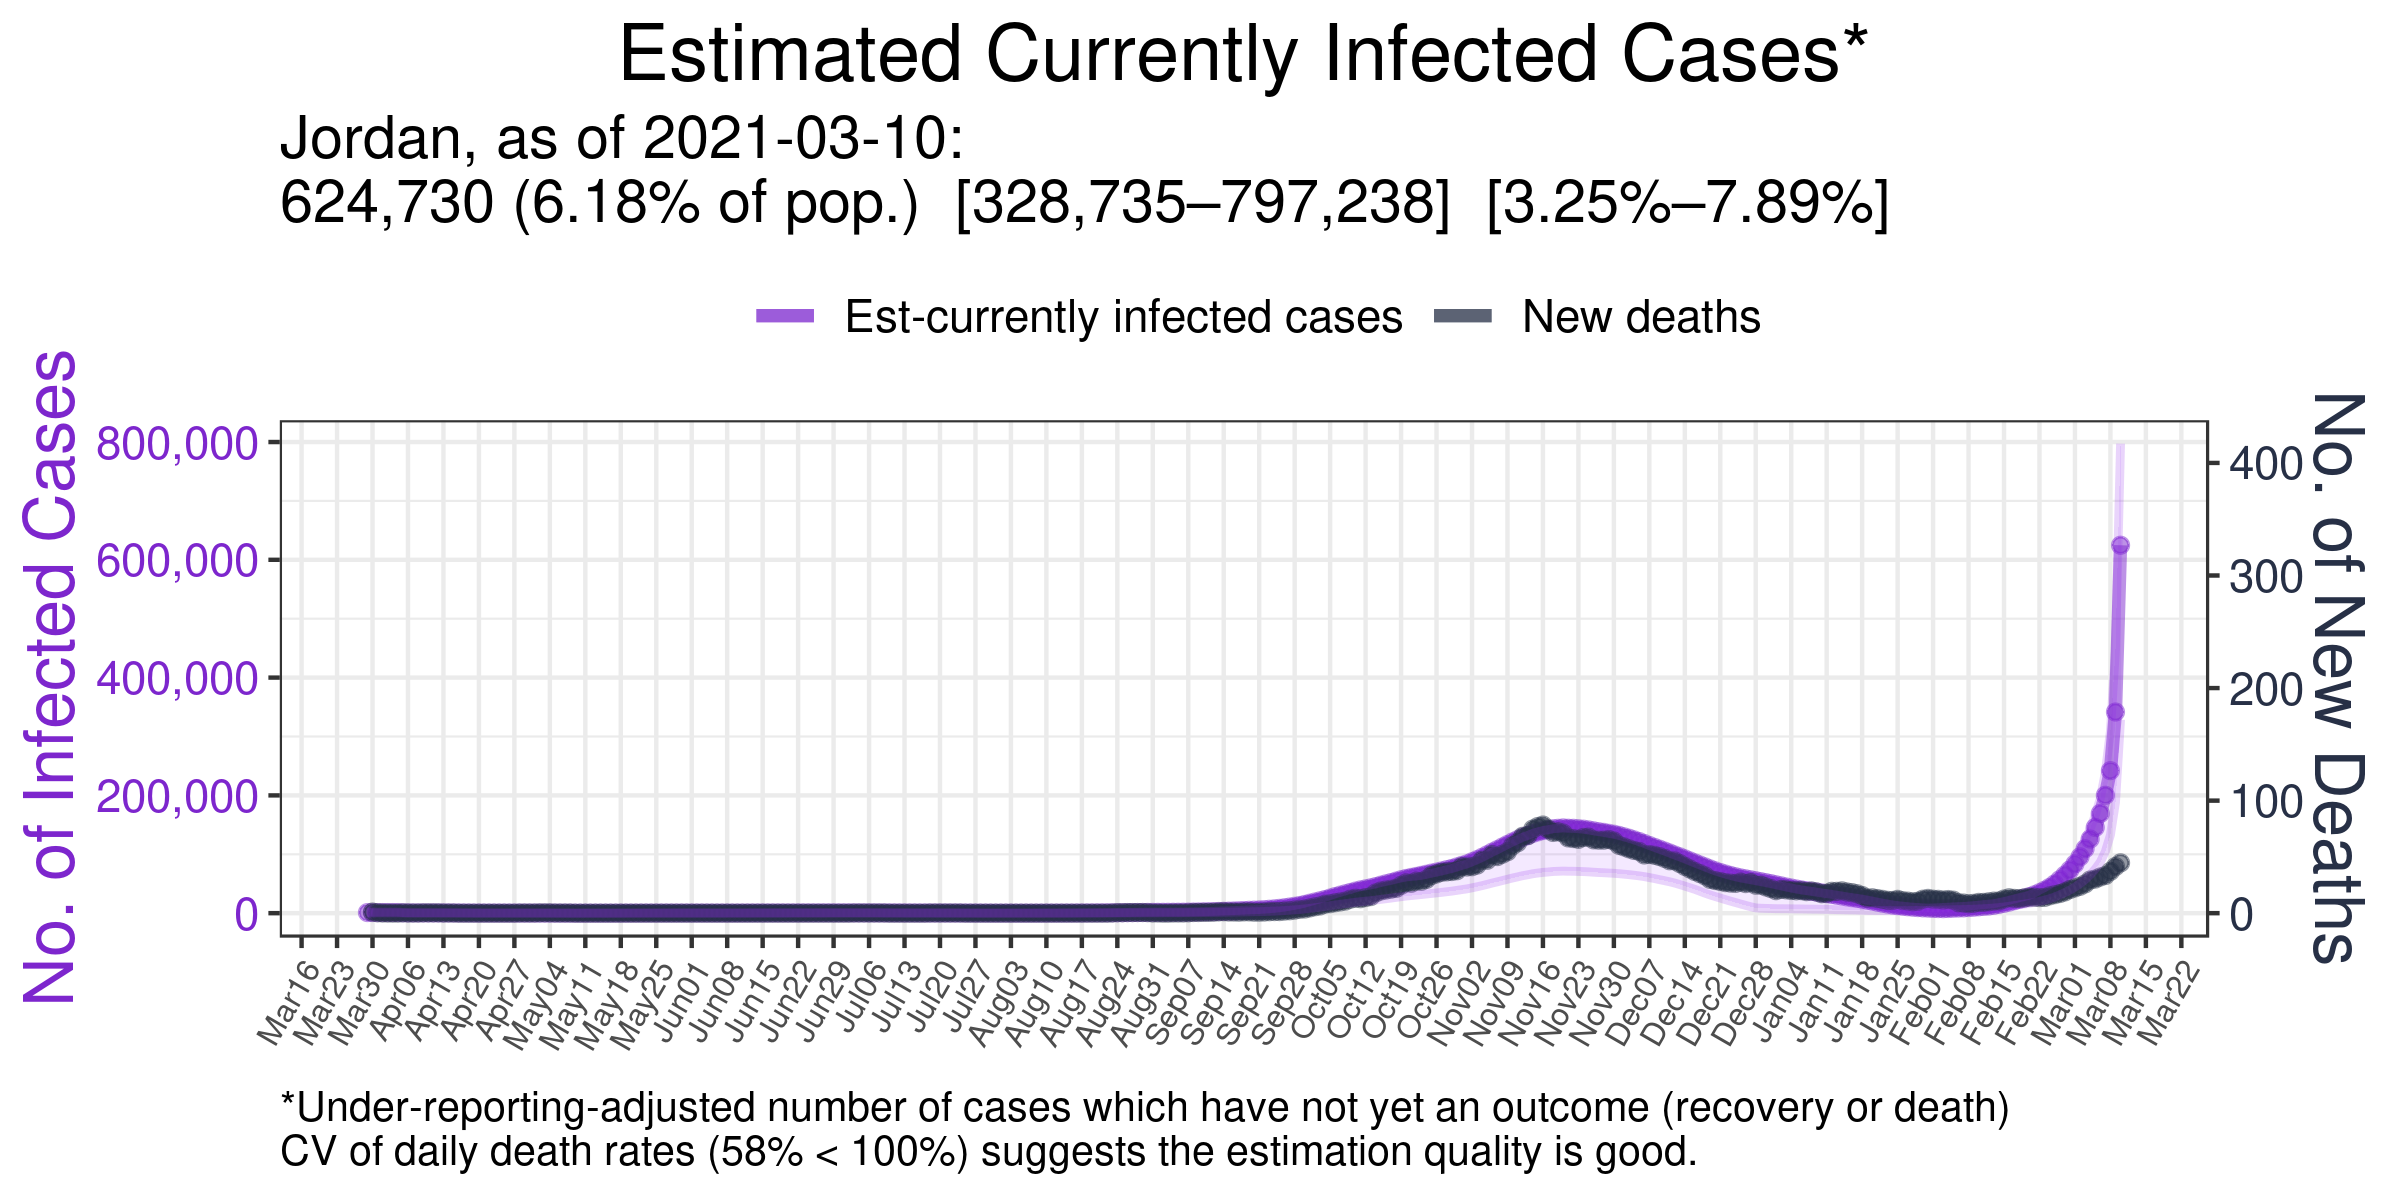 Estimated Currently Infected Cases*
Jordan, as of 2021-03-10:
624,730 (6.18% of pop.)  [328,735–797,238]  [3.25%–7.89%]
Est-currently infected cases
New deaths
No. of Infected Cases
800,000
600,000
400,000
200,000
0
400
300
200
100
0
No. of New Deaths
Mar16
Mar23
Mar30
Apr06
Apr13
Apr20
Apr27
May04
May11
May18
May25
Jun01
Jun08
Jun15
Jun22
Jun29
Jul06
Jul13
Jul20
Jul27
Aug03
Aug10
Aug17
Aug24
Aug31
Sep07
Sep14
Sep21
Sep28
Oct05
Oct12
Oct19
Oct26
Nov02
Nov09
Nov16
Nov23
Nov30
Dec07
Dec14
Dec21
Dec28
Jan04
Jan11
Jan18
Jan25
Feb01
Feb08
Feb15
Feb22
Mar01
Mar08
Mar15
Mar22
*Under-reporting-adjusted number of cases which have not yet an outcome (recovery or death)
CV of daily death rates (58% < 100%) suggests the estimation quality is good.